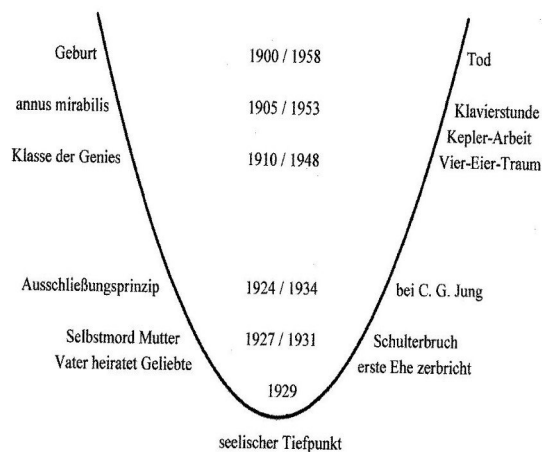 Geburt 1900 / 1958 Tod
annus mirabilis 1905 / 1953 Klavierstunde
Kepler-Arbeit
Klasse der Genies 1910 / 1948 Vier-Eier-Traum
Ausschließungsprinzip 1924 / 1934 bei C. G. Jung
Selbstmord Mutter 1927 / 1931 Schulterbruch
Vater heiratet Geliebte erste Ehe zerbricht
1929
seelischer Tiefpunkt